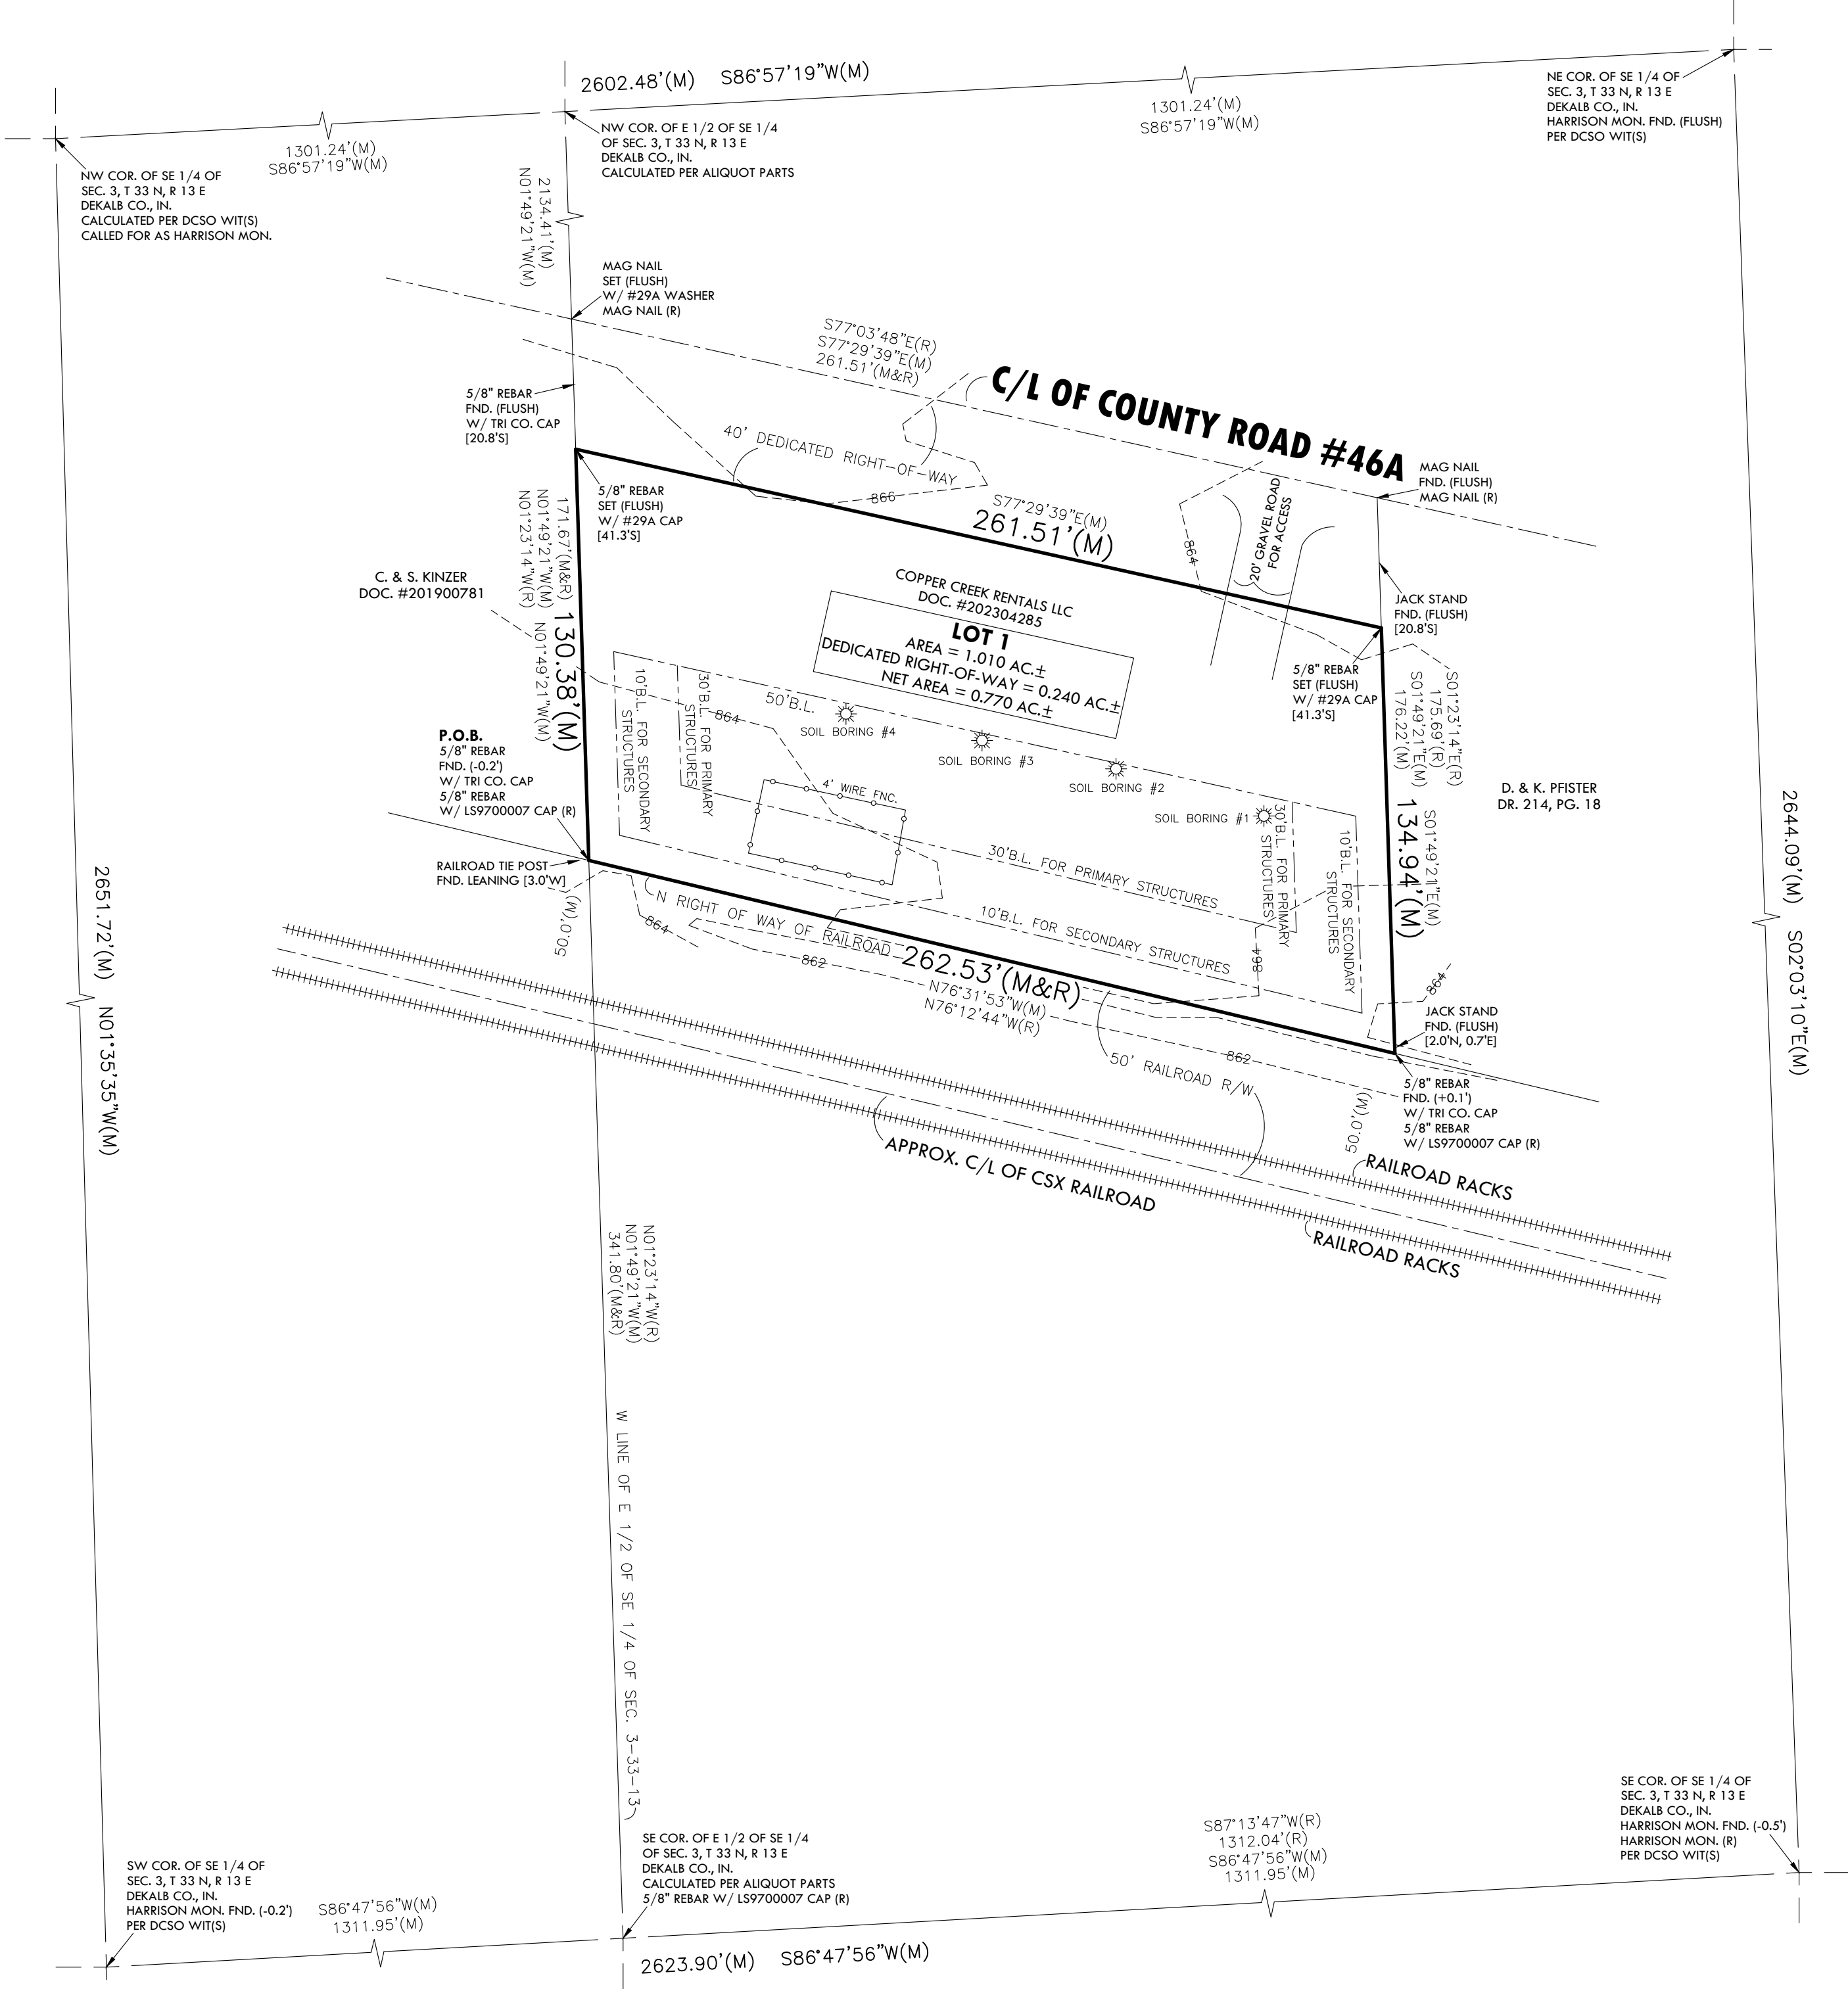 2602.48'(M) S86°57'19"W(M)
1301.24'(M)
S86°57'19"W(M)
1301.24'(M)
S86°57'19"W(M)
NE COR. OF SE 1/4 OF
SEC. 3, T 33 N, R 13 E
DEKALB CO., IN.
HARRISON MON. FND. (FLUSH)
PER DCSO WIT(S)
NW COR. OF E 1/2 OF SE 1/4
OF SEC. 3, T 33 N, R 13 E
DEKALB CO., IN.
CALCULATED PER ALIQUOT PARTS
NW COR. OF SE 1/4 OF
SEC. 3, T 33 N, R 13 E
DEKALB CO., IN.
CALCULATED PER DCSO WIT(S)
CALLED FOR AS HARRISON MON.
2134.41'(M)
N01°49'21"W(M)
MAG NAIL
SET (FLUSH)
W/ #29A WASHER
MAG NAIL (R)
S77°03'48"E(R)
S77°29'39"E(M)
261.51'(M&R)
C/L OF COUNTY ROAD #46A
5/8" REBAR
FND. (FLUSH)
W/ TRI CO. CAP
[20.8'S]
40' DEDICATED RIGHT-OF-WAY
MAG NAIL
FND. (FLUSH)
MAG NAIL (R)
5/8" REBAR
SET (FLUSH)
W/ #29A CAP
[41.3'S]
866
S77°29'39"E(M)
261.51'(M)
864
20' GRAVEL ROAD
FOR ACCESS
171.67'(M&R)
N01°49'21"W(M)
N01°23'14"W(R)
C. & S. KINZER
DOC. #201900781
130.38'(M)
N01°49'21"W(M)
COPPER CREEK RENTALS LLC
DOC. #202304285
LOT 1
AREA = 1.010 AC.±
DEDICATED RIGHT-OF-WAY = 0.240 AC.±
NET AREA = 0.770 AC.±
JACK STAND
FND. (FLUSH)
[20.8'S]
5/8" REBAR
SET (FLUSH)
W/ #29A CAP
[41.3'S]
S01°23'14"E(R)
175.69'(R)
S01°49'21"E(M)
176.22'(M)
10'B.L. FOR SECONDARY
STRUCTURES
30'B.L. FOR PRIMARY
STRUCTURES
864
50'B.L.
SOIL BORING #4
SOIL BORING #3
SOIL BORING #2
SOIL BORING #1
4' WIRE FNC.
P.O.B.
5/8" REBAR
FND. (-0.2')
W/ TRI CO. CAP
5/8" REBAR
W/ LS9700007 CAP (R)
D. & K. PFISTER
DR. 214, PG. 18
S01°49'21"E(M)
134.94'(M)
30'B.L. FOR PRIMARY
STRUCTURES
10'B.L. FOR SECONDARY
STRUCTURES
30'B.L. FOR PRIMARY STRUCTURES
10'B.L. FOR SECONDARY STRUCTURES
RAILROAD TIE POST
FND. LEANING [3.0'W]
50.0'(M)
864
N RIGHT OF WAY OF RAILROAD
862
262.53'(M&R)
N76°31'53"W(M)
N76°12'44"W(R)
864
864
JACK STAND
FND. (FLUSH)
[2.0'N, 0.7'E]
862
50' RAILROAD R/W
5/8" REBAR
FND. (+0.1')
W/ TRI CO. CAP
5/8" REBAR
W/ LS9700007 CAP (R)
50.0'(M)
APPROX. C/L OF CSX RAILROAD
RAILROAD RACKS
RAILROAD RACKS
2651.72'(M) N01°35'35"W(M)
2644.09'(M) S02°03'10"E(M)
N01°23'14"W(R)
N01°49'21"W(M)
341.80'(M&R)
W LINE OF E 1/2 OF SE 1/4 OF SEC. 3-33-13
SE COR. OF SE 1/4 OF
SEC. 3, T 33 N, R 13 E
DEKALB CO., IN.
HARRISON MON. FND. (-0.5')
HARRISON MON. (R)
PER DCSO WIT(S)
S87°13'47"W(R)
1312.04'(R)
S86°47'56"W(M)
1311.95'(M)
SE COR. OF E 1/2 OF SE 1/4
OF SEC. 3, T 33 N, R 13 E
DEKALB CO., IN.
CALCULATED PER ALIQUOT PARTS
5/8" REBAR W/ LS9700007 CAP (R)
SW COR. OF SE 1/4 OF
SEC. 3, T 33 N, R 13 E
DEKALB CO., IN.
HARRISON MON. FND. (-0.2')
PER DCSO WIT(S)
S86°47'56"W(M)
1311.95'(M)
2623.90'(M) S86°47'56"W(M)